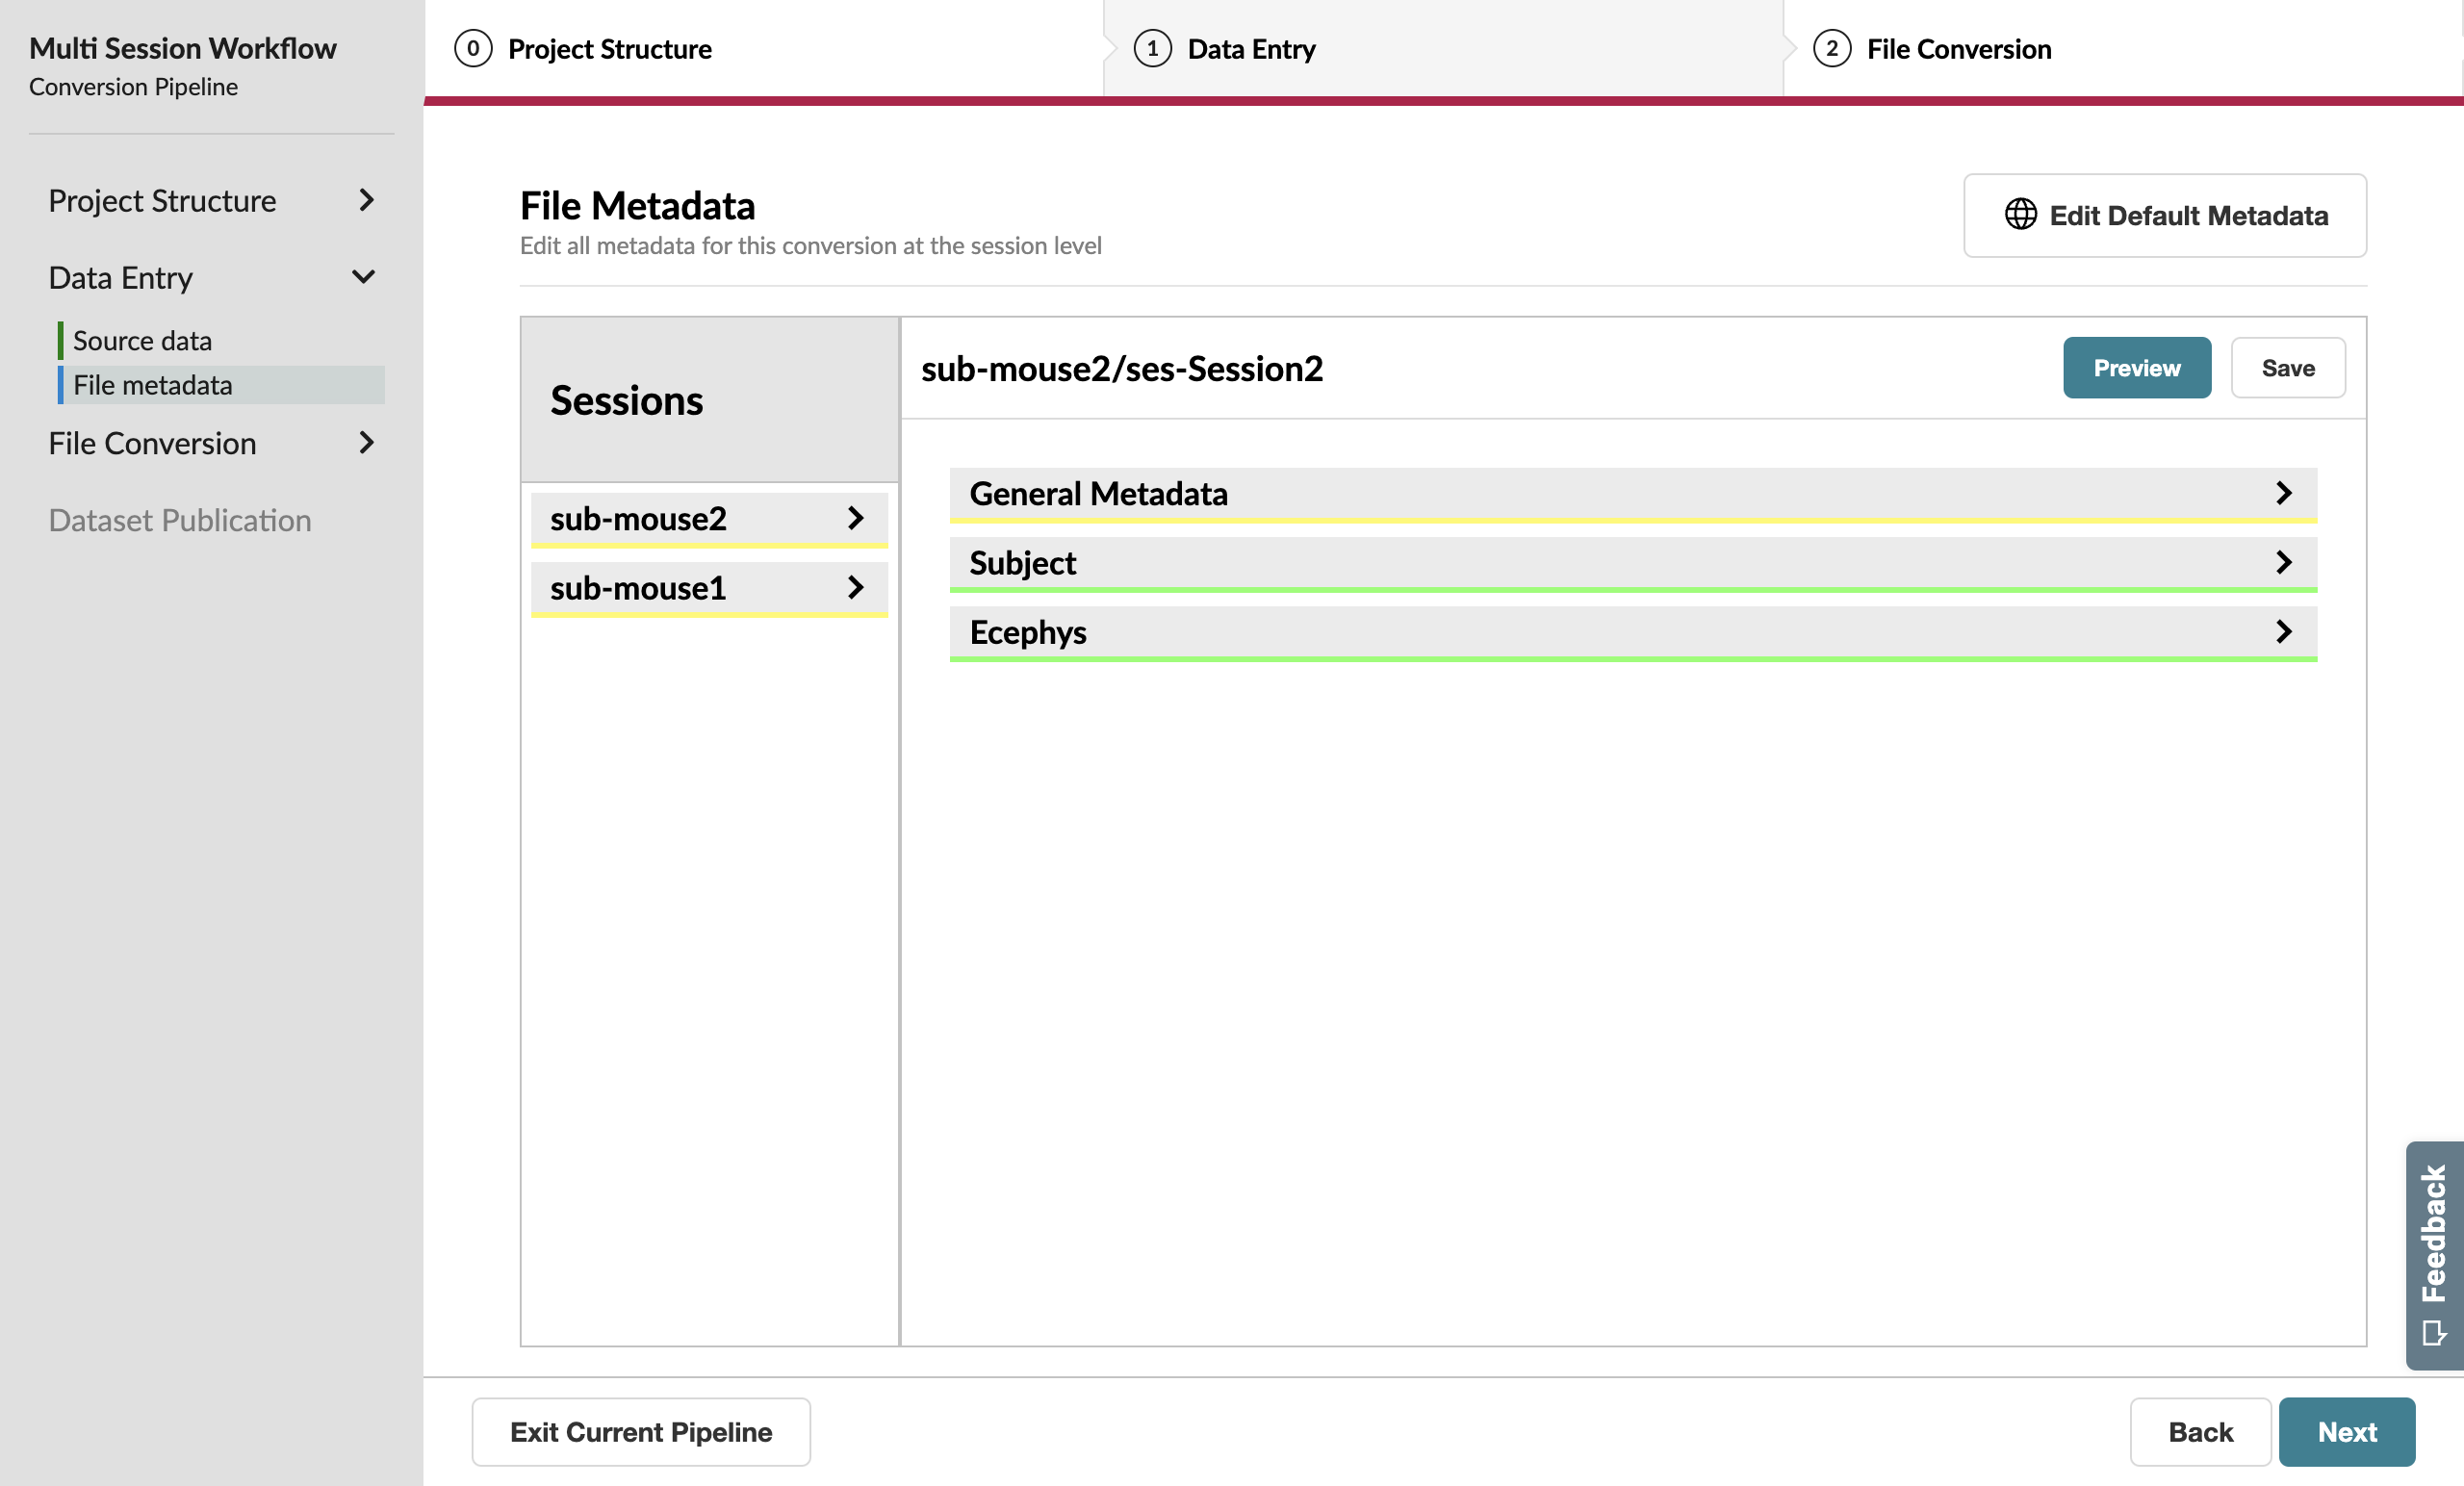 Multi Session Workflow
Conversion Pipeline
Project Structure
Data Entry
Source data
File metadata
File Conversion
Dataset Publication
0 Project Structure
1 Data Entry
2 File Conversion
File Metadata
Edit all metadata for this conversion at the session level
Edit Default Metadata
Sessions
sub-mouse2
sub-mouse1
sub-mouse2/ses-Session2
Preview
Save
General Metadata
Subject
Ecephys
Feedback
Exit Current Pipeline
Back
Next